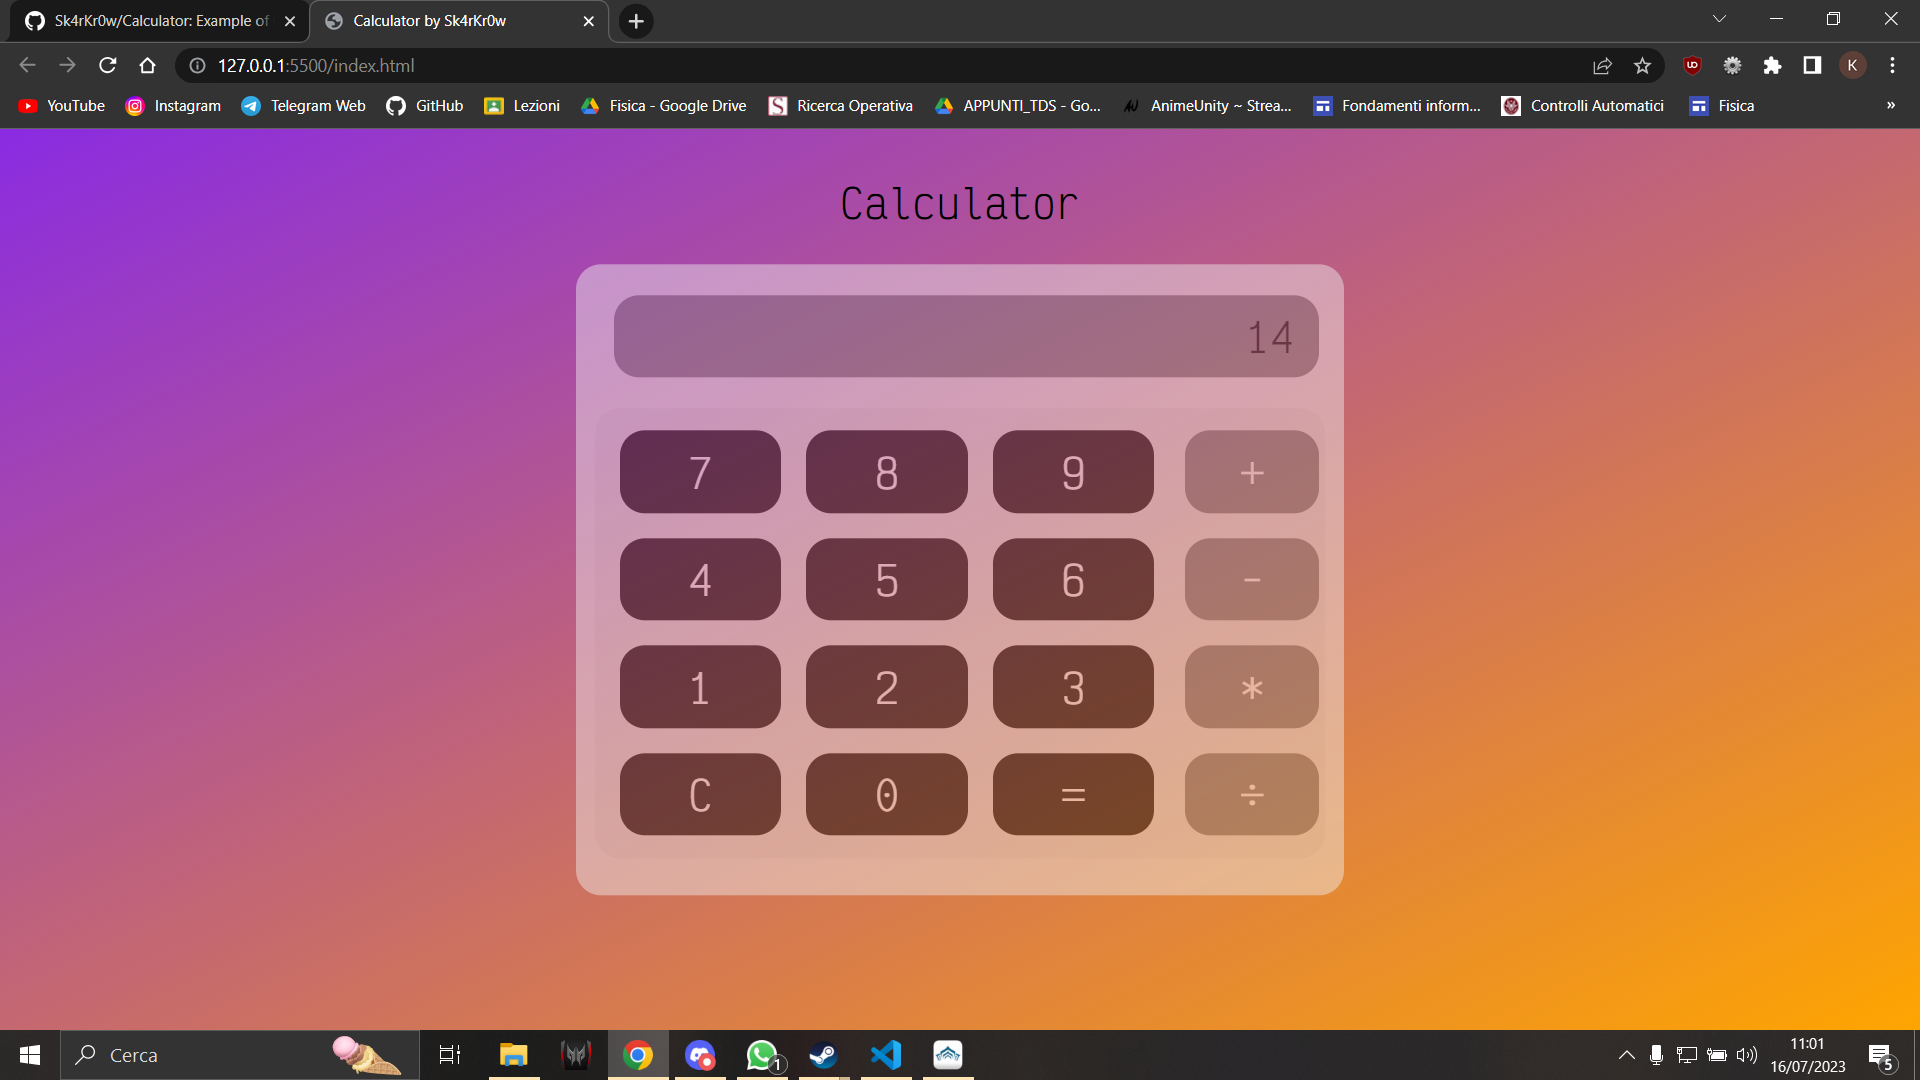 Sk4rKr0w/Calculator: Example of
Calculator by Sk4rKr0w
127.0.0.1:5500/index.html
K
YouTube
Instagram
Telegram Web
GitHub
Lezioni
Fisica - Google Drive
Ricerca Operativa
APPUNTI_TDS - Go...
AnimeUnity ~ Strea...
Fondamenti inform...
Controlli Automatici
Fisica
»
Calculator
14
7 8 9 +
4 5 6 -
1 2 3 *
C 0 = ÷
Cerca
1
11:01
16/07/2023
5